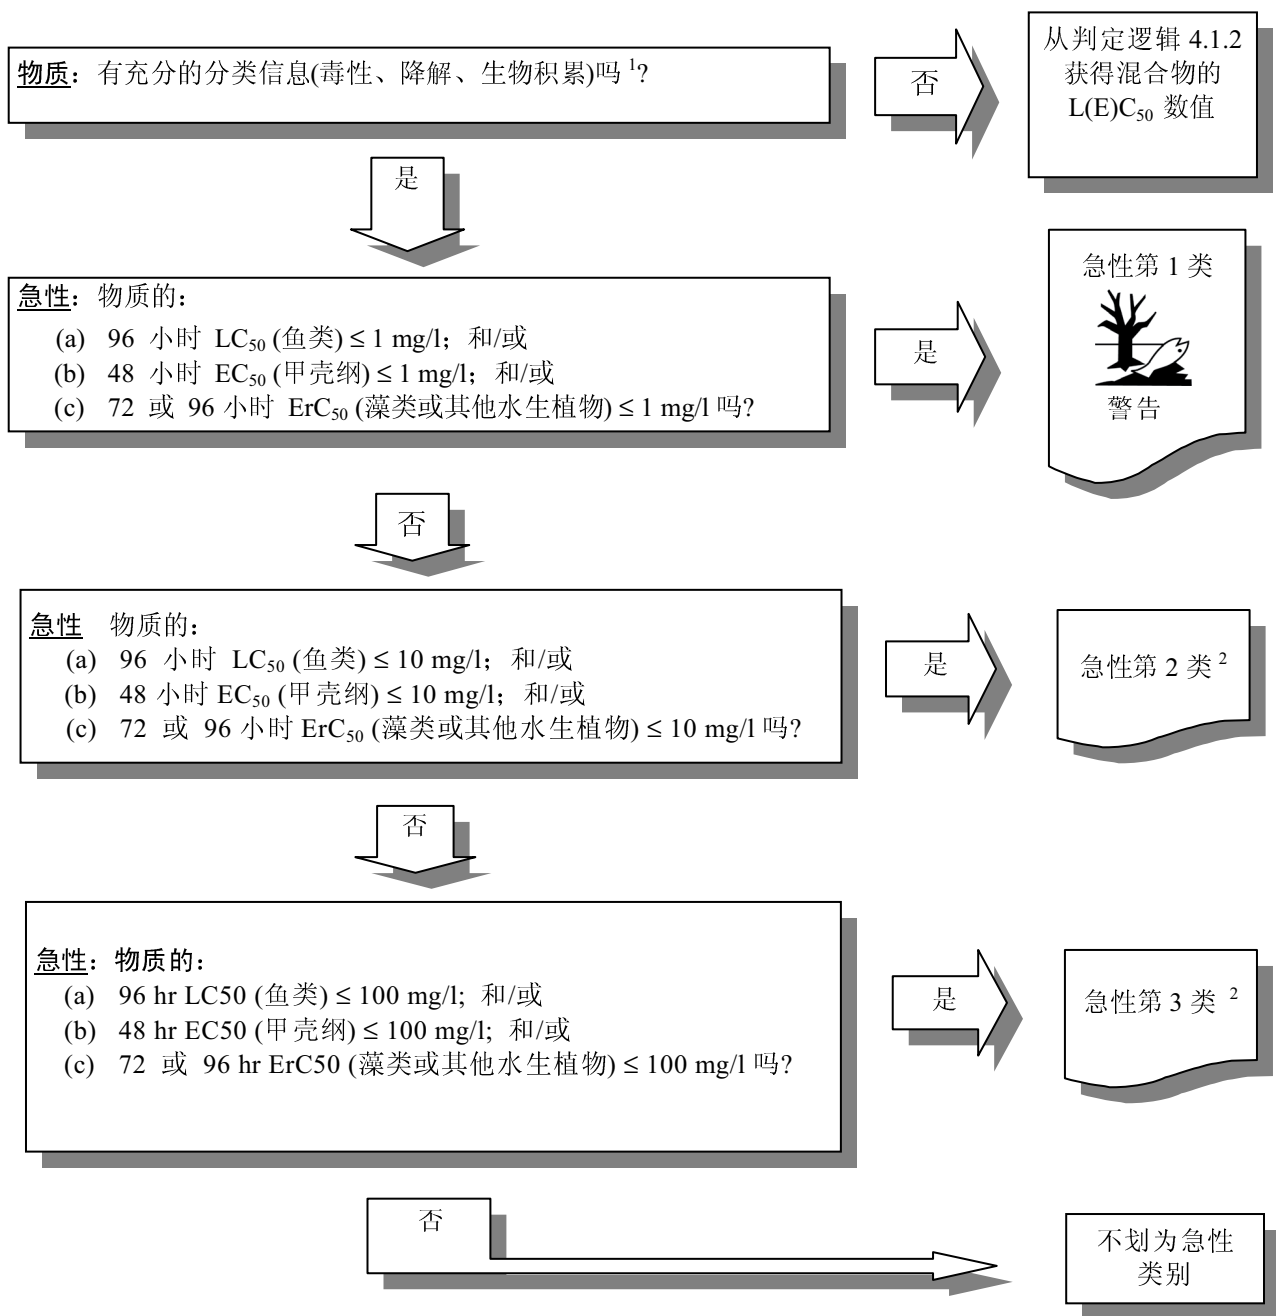 物质：有充分的分类信息(毒性、降解、生物积累)吗 ¹?
否
从判定逻辑 4.1.2
获得混合物的
L(E)C₅₀ 数值
是
急性：物质的：
(a) 96 小时 LC₅₀ (鱼类) ≤ 1 mg/l；和/或
(b) 48 小时 EC₅₀ (甲壳纲) ≤ 1 mg/l；和/或
(c) 72 或 96 小时 ErC₅₀ (藻类或其他水生植物) ≤ 1 mg/l 吗?
是
急性第 1 类
警告
否
急性 物质的：
(a) 96 小时 LC₅₀ (鱼类) ≤ 10 mg/l；和/或
(b) 48 小时 EC₅₀ (甲壳纲) ≤ 10 mg/l；和/或
(c) 72 或 96 小时 ErC₅₀ (藻类或其他水生植物) ≤ 10 mg/l 吗?
是
急性第 2 类 ²
否
急性：物质的：
(a) 96 hr LC50 (鱼类) ≤ 100 mg/l; 和/或
(b) 48 hr EC50 (甲壳纲) ≤ 100 mg/l; 和/或
(c) 72 或 96 hr ErC50 (藻类或其他水生植物) ≤ 100 mg/l 吗?
是
急性第 3 类 ²
否
不划为急性
类别